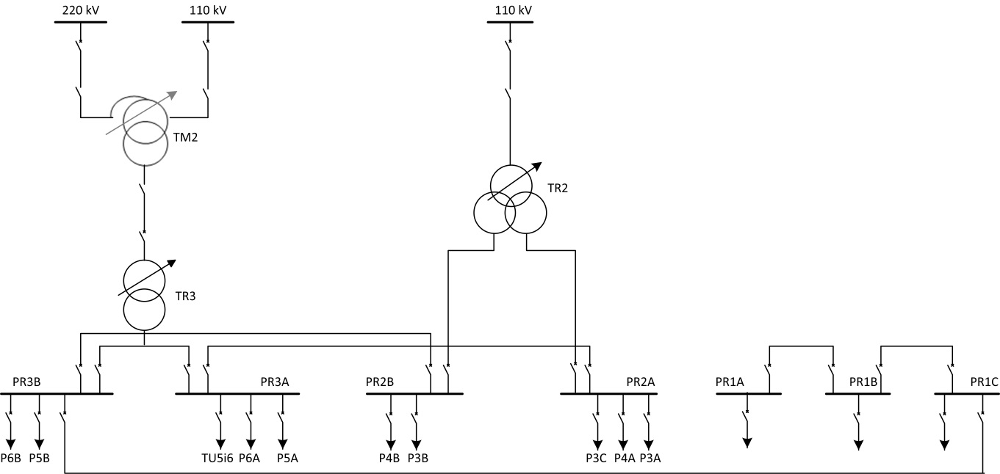 220 kV
110 kV
110 kV
TM2
TR2
TR3
PR3B
PR3A
PR2B
PR2A
PR1A
PR1B
PR1C
P6B
P5B
TU5i6
P6A
P5A
P4B
P3B
P3C
P4A
P3A